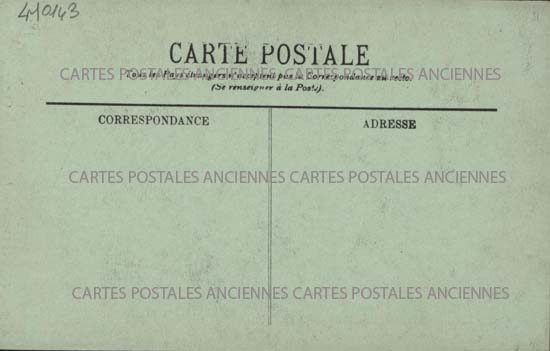 410143
CARTE POSTALE
CARTES POSTALES ANCIENNES CARTES POSTALES ANCIENNES
Tous les Pays étrangers n'acceptent pas la Correspondance au recto.
(Se renseigner à la Poste).
CORRESPONDANCE ADRESSE
CARTES POSTALES ANCIENNES CARTES POSTALES ANCIENNES
CARTES POSTALES ANCIENNES CARTES POSTALES ANCIENNES